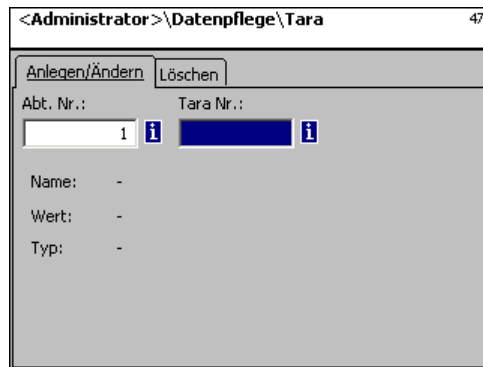 <Administrator>\Datenpflege\Tara 47
Anlegen/Ändern Löschen
Abt. Nr.: Tara Nr.:
1 i i
Name: -
Wert: -
Typ: -